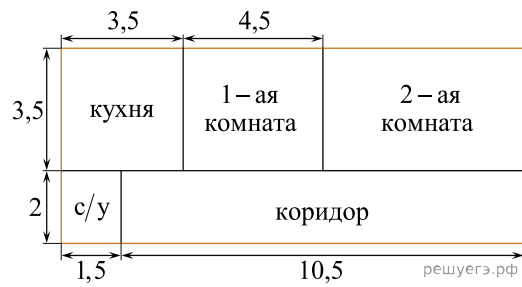 3,5
4,5
3,5
кухня
1–ая
комната
2–ая
комната
2
с/у
коридор
1,5
10,5
решуегэ.рф